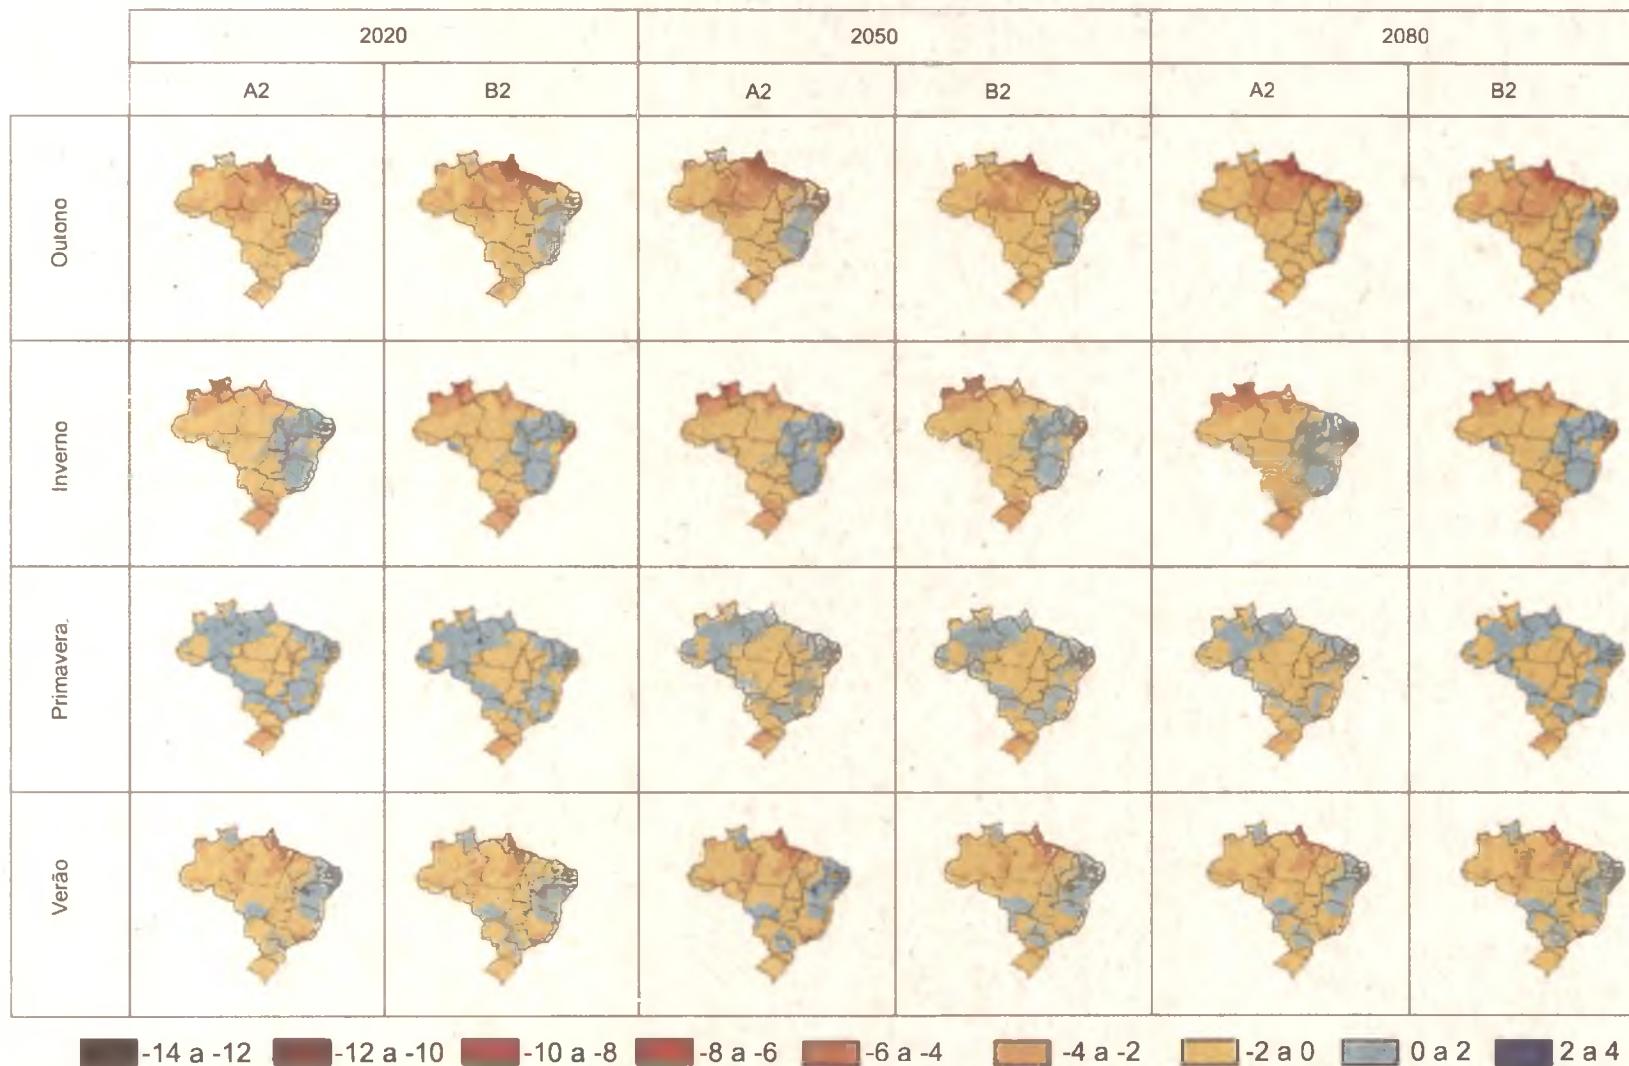 2020 2050 2080
A2 B2 A2 B2 A2 B2
Outono
Inverno
Primavera
Verão
-14 a -12 -12 a -10 -10 a -8 -8 a -6 -6 a -4 -4 a -2 -2 a 0 0 a 2 2 a 4